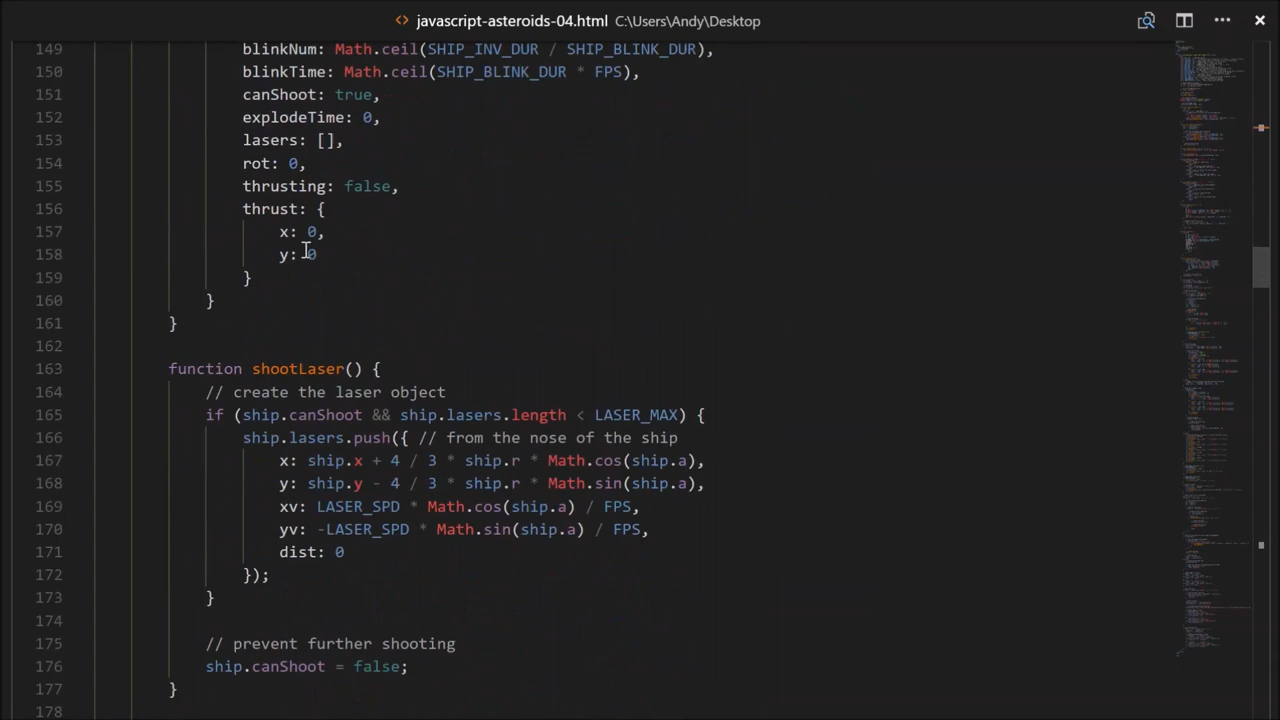 <> javascript-asteroids-04.html C:\Users\Andy\Desktop
149 blinkNum: Math.ceil(SHIP_INV_DUR / SHIP_BLINK_DUR),
150 blinkTime: Math.ceil(SHIP_BLINK_DUR * FPS),
151 canShoot: true,
152 explodeTime: 0,
153 lasers: [],
154 rot: 0,
155 thrusting: false,
156 thrust: {
157 x: 0,
158 y: 0
159 }
160 }
161 }
162
163 function shootLaser() {
164 // create the laser object
165 if (ship.canShoot && ship.lasers.length < LASER_MAX) {
166 ship.lasers.push({ // from the nose of the ship
167 x: ship.x + 4 / 3 * ship.r * Math.cos(ship.a),
168 y: ship.y - 4 / 3 * ship.r * Math.sin(ship.a),
169 xv: LASER_SPD * Math.cos(ship.a) / FPS,
170 yv: -LASER_SPD * Math.sin(ship.a) / FPS,
171 dist: 0
172 });
173 }
174
175 // prevent further shooting
176 ship.canShoot = false;
177 }
178